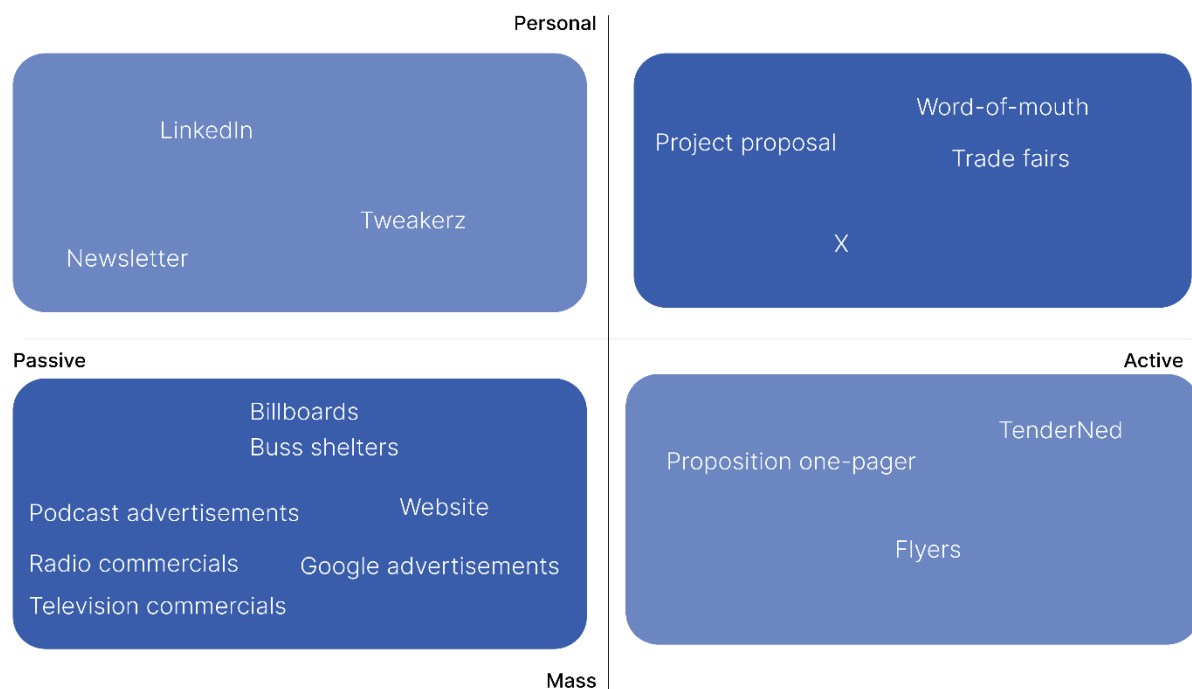 Personal
LinkedIn
Tweakerz
Newsletter
Word-of-mouth
Project proposal
Trade fairs
X
Passive
Active
Billboards
Buss shelters
Podcast advertisements
Website
Radio commercials
Google advertisements
Television commercials
TenderNed
Proposition one-pager
Flyers
Mass